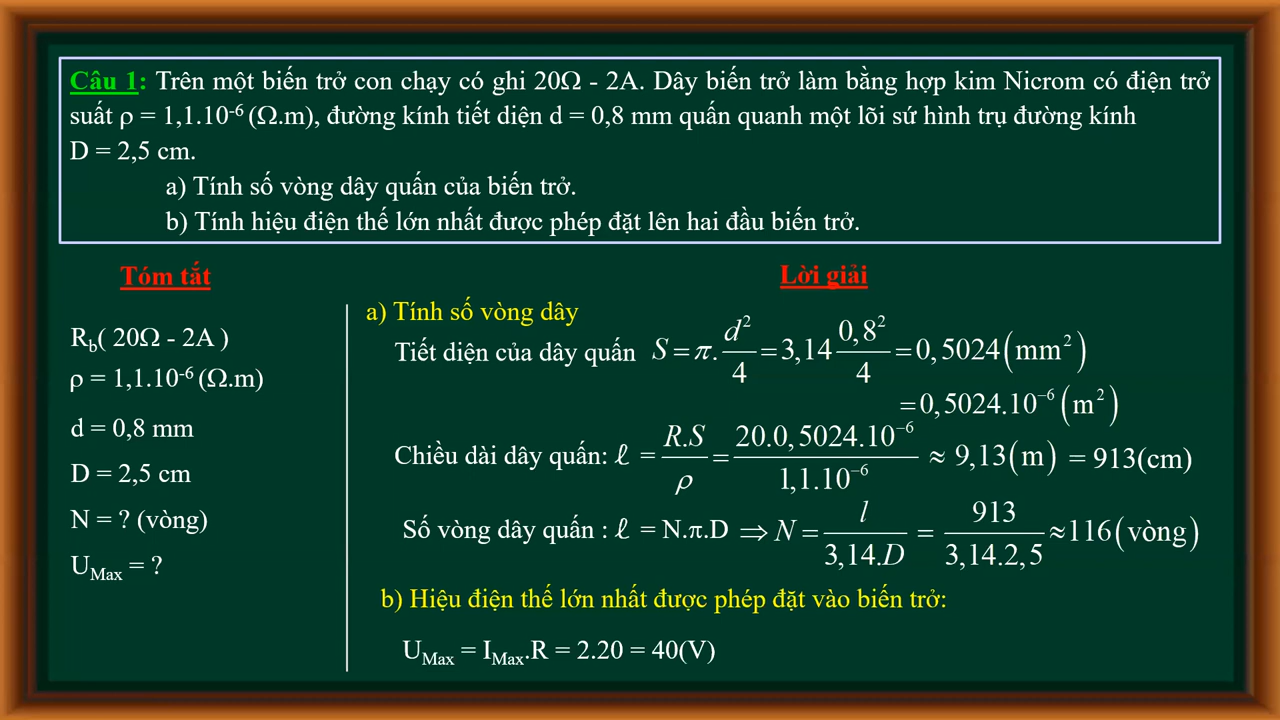 Câu 1: Trên một biến trở con chạy có ghi 20Ω - 2A. Dây biến trở làm bằng hợp kim Nicrom có điện trở
suất ρ = 1,1.10⁻⁶ (Ω.m), đường kính tiết diện d = 0,8 mm quấn quanh một lõi sứ hình trụ đường kính
D = 2,5 cm.
a) Tính số vòng dây quấn của biến trở.
b) Tính hiệu điện thế lớn nhất được phép đặt lên hai đầu biến trở.
Tóm tắt
R_b( 20Ω - 2A )
ρ = 1,1.10⁻⁶ (Ω.m)
d = 0,8 mm
D = 2,5 cm
N = ? (vòng)
U_Max = ?
Lời giải
a) Tính số vòng dây
Tiết diện của dây quấn S = π. d²/4 = 3,14 0,8²/4 = 0,5024(mm²)
= 0,5024.10⁻⁶ (m²)
Chiều dài dây quấn: ℓ = R.S/ρ = 20.0,5024.10⁻⁶/1,1.10⁻⁶ ≈ 9,13(m) = 913(cm)
Số vòng dây quấn : ℓ = N.π.D ⇒ N = l/3,14.D = 913/3,14.2,5 ≈ 116(vòng)
b) Hiệu điện thế lớn nhất được phép đặt vào biến trở:
U_Max = I_Max.R = 2.20 = 40(V)